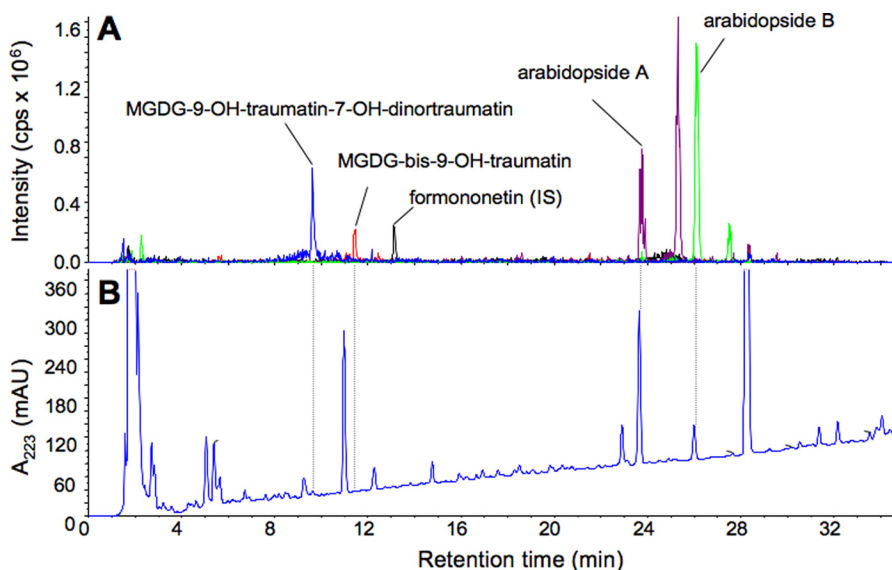 A
arabidopside B
arabidopside A
MGDG-9-OH-traumatin-7-OH-dinortraumatin
MGDG-bis-9-OH-traumatin
formononetin (IS)
Intensity (cps x 10⁶)
1.6
1.2
0.8
0.4
0.0
B
A₂₂₃ (mAU)
360
300
240
180
120
60
0
0 4 8 12 16 20 24 28 32
Retention time (min)